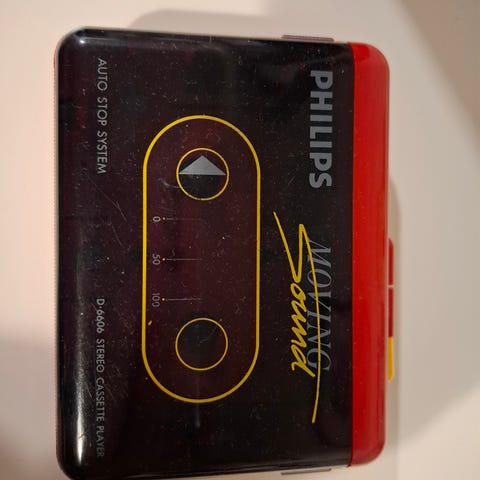 PHILIPS
MOVING
Sound
0 50 100
AUTO STOP SYSTEM
D-6606 STEREO CASSETTE PLAYER